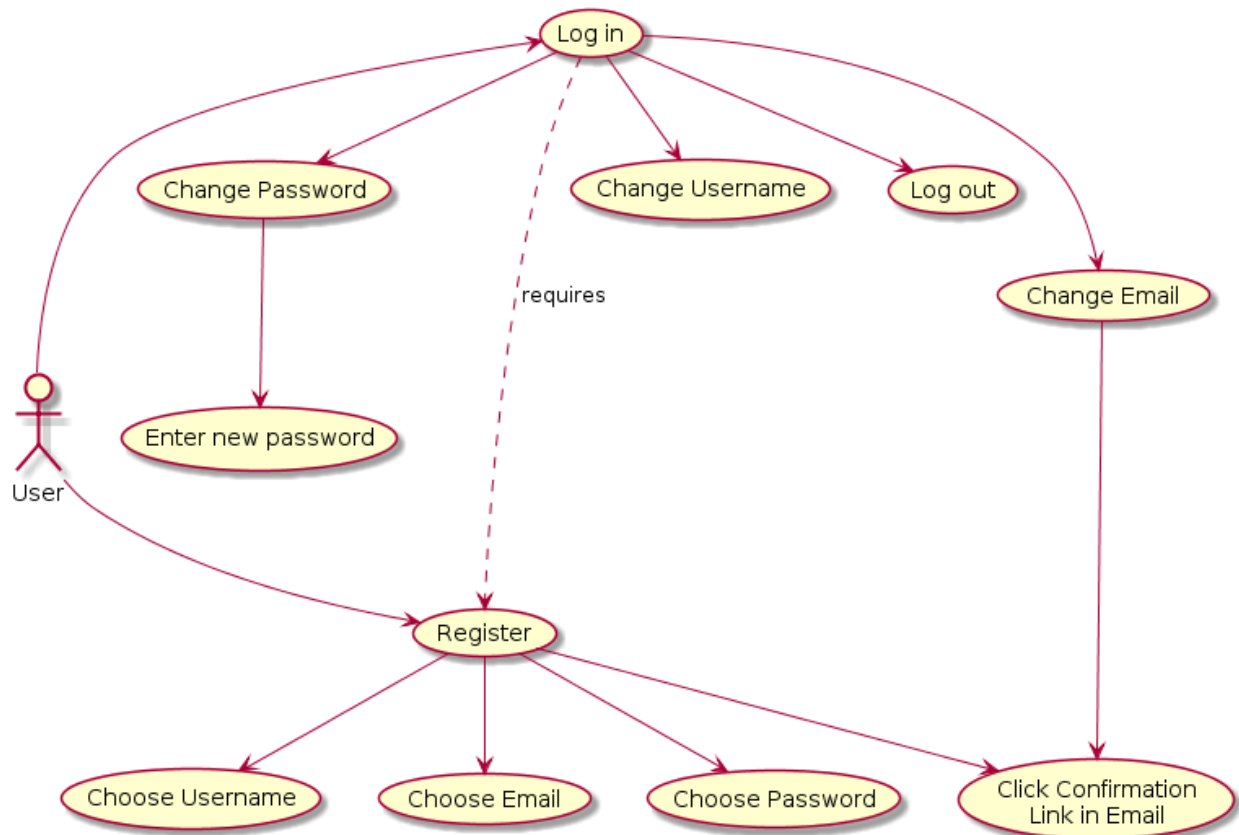 Log in
Change Password
Change Username
Log out
Change Email
requires
Enter new password
User
Register
Choose Username
Choose Email
Choose Password
Click Confirmation
Link in Email